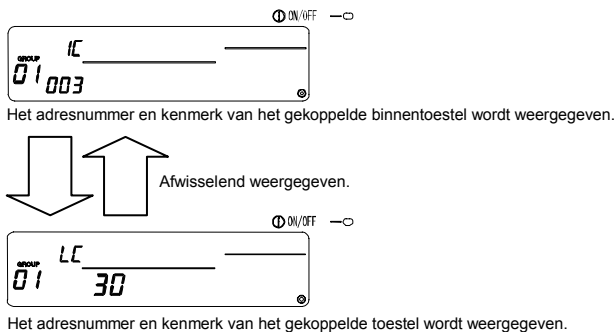 ON/OFF
IC
GROUP
01 003
Het adresnummer en kenmerk van het gekoppelde binnentoestel wordt weergegeven.
Afwisselend weergegeven.
ON/OFF
LC
GROUP
01 30
Het adresnummer en kenmerk van het gekoppelde toestel wordt weergegeven.